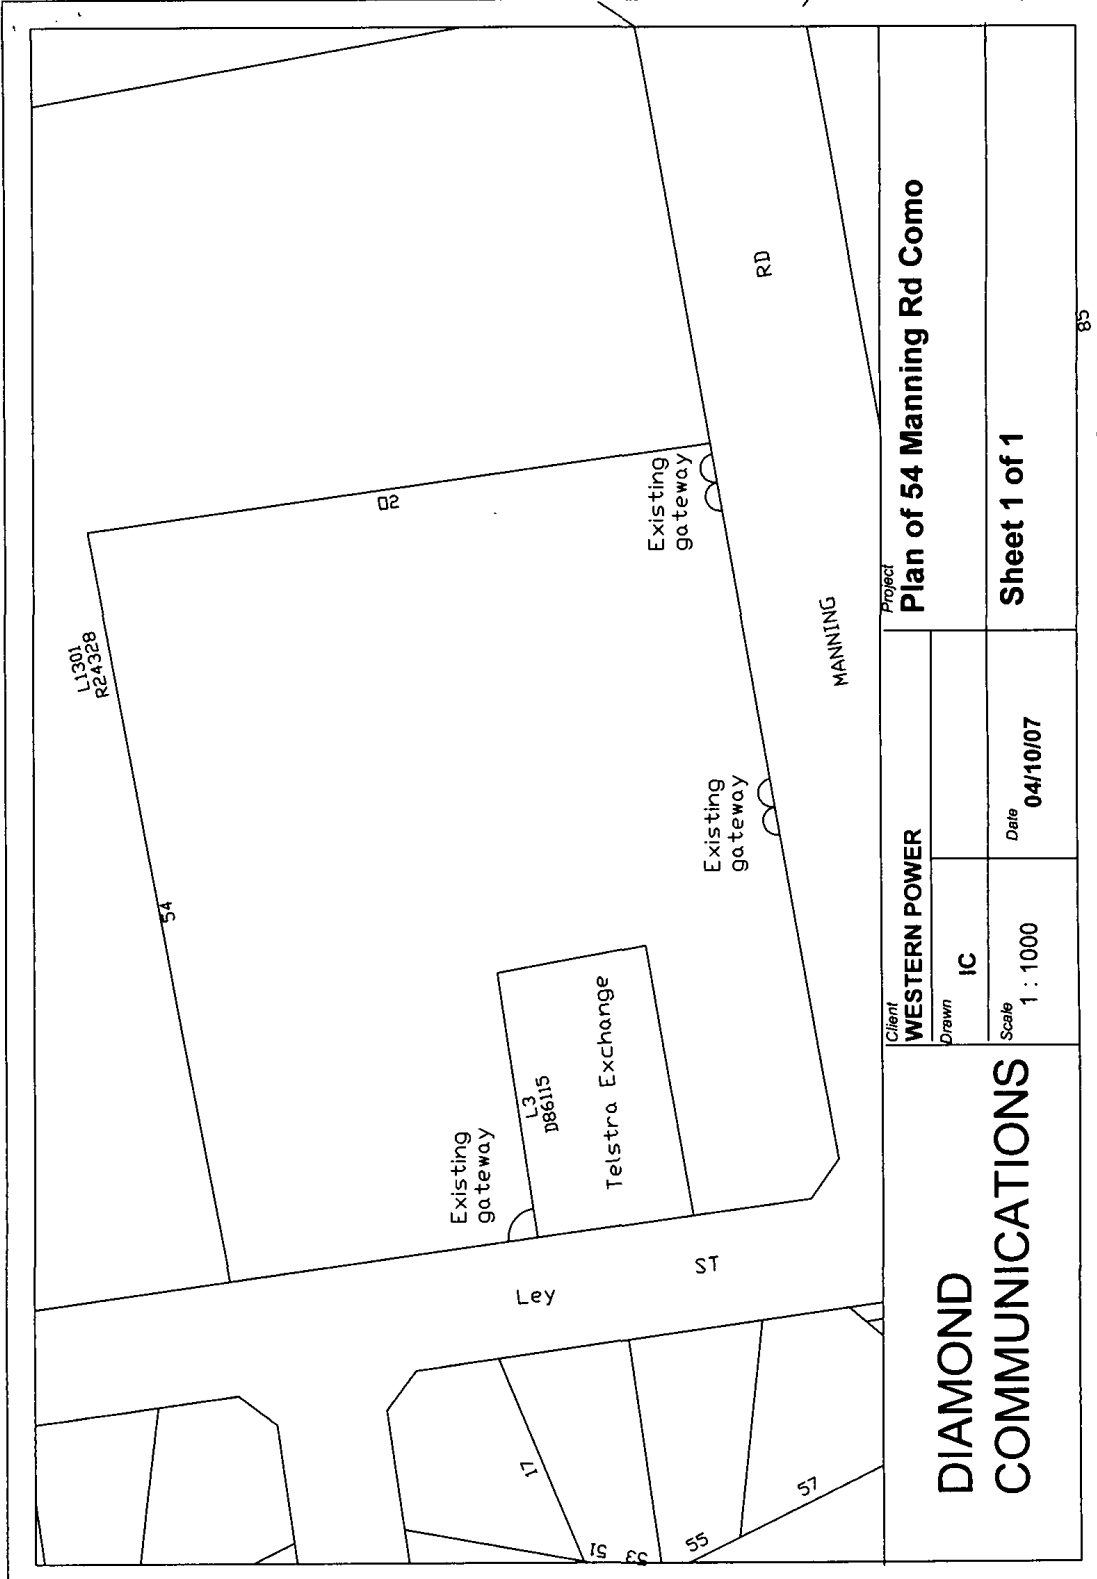 L1301
R24328
54
02
Existing
gateway
RD
MANNING
Existing
gateway
Existing
gateway
L3
D86115
Telstra Exchange
Ley
ST
17
51
53
55
57
DIAMOND
COMMUNICATIONS
Client
WESTERN POWER
Drawn
IC
Scale
1 : 1000
Date
04/10/07
Project
Plan of 54 Manning Rd Como
Sheet 1 of 1
85